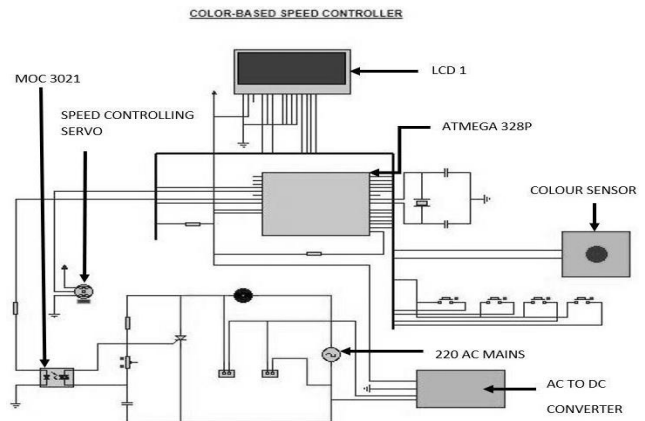 COLOR-BASED SPEED CONTROLLER
MOC 3021
LCD 1
SPEED CONTROLLING
SERVO
ATMEGA 328P
COLOUR SENSOR
220 AC MAINS
AC TO DC
CONVERTER